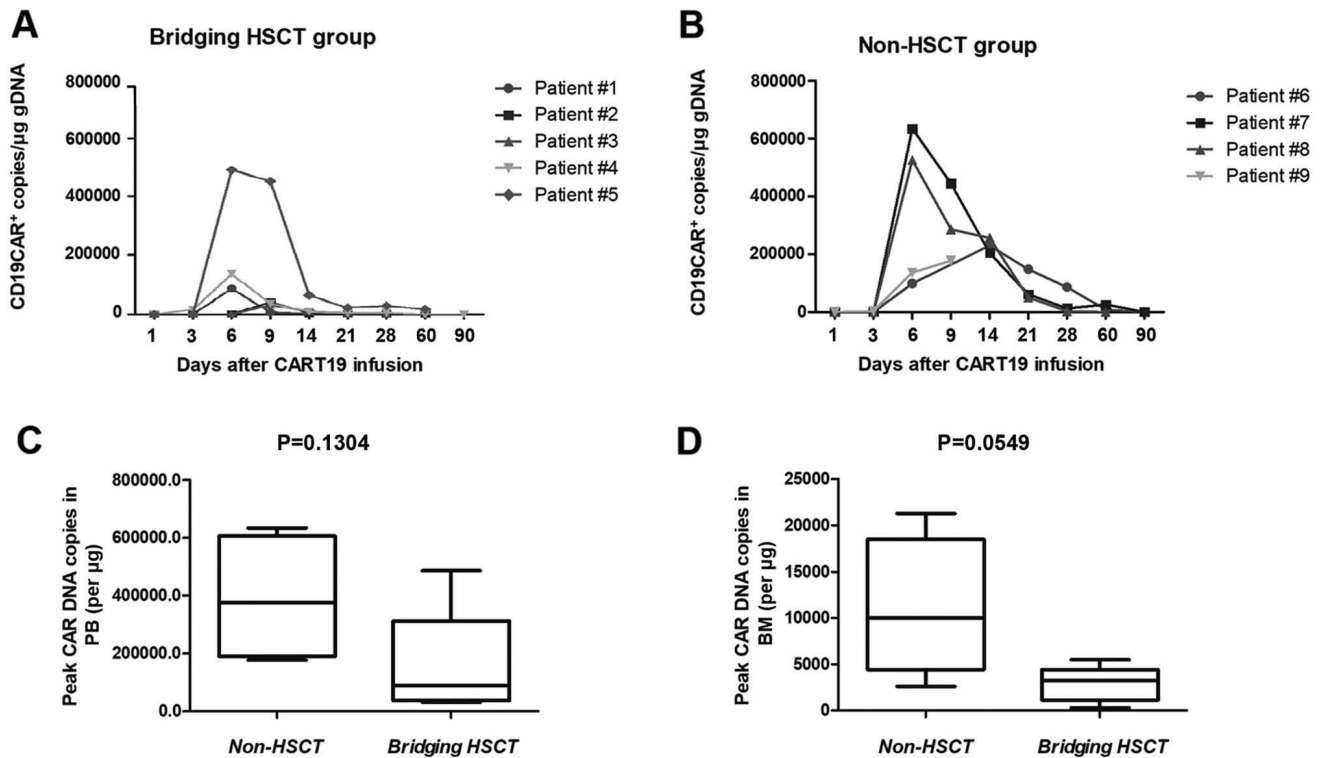 A
Bridging HSCT group
CD19CAR+ copies/μg gDNA
800000
600000
400000
200000
0
1 3 6 9 14 21 28 60 90
Days after CART19 infusion
Patient #1
Patient #2
Patient #3
Patient #4
Patient #5
B
Non-HSCT group
CD19CAR+ copies/μg gDNA
800000
600000
400000
200000
0
1 3 6 9 14 21 28 60 90
Days after CART19 infusion
Patient #6
Patient #7
Patient #8
Patient #9
C
P=0.1304
Peak CAR DNA copies in
PB (per μg)
800000.0
600000.0
400000.0
200000.0
0.0
Non-HSCT Bridging HSCT
D
P=0.0549
Peak CAR DNA copies in
BM (per μg)
25000
20000
15000
10000
5000
0
Non-HSCT Bridging HSCT